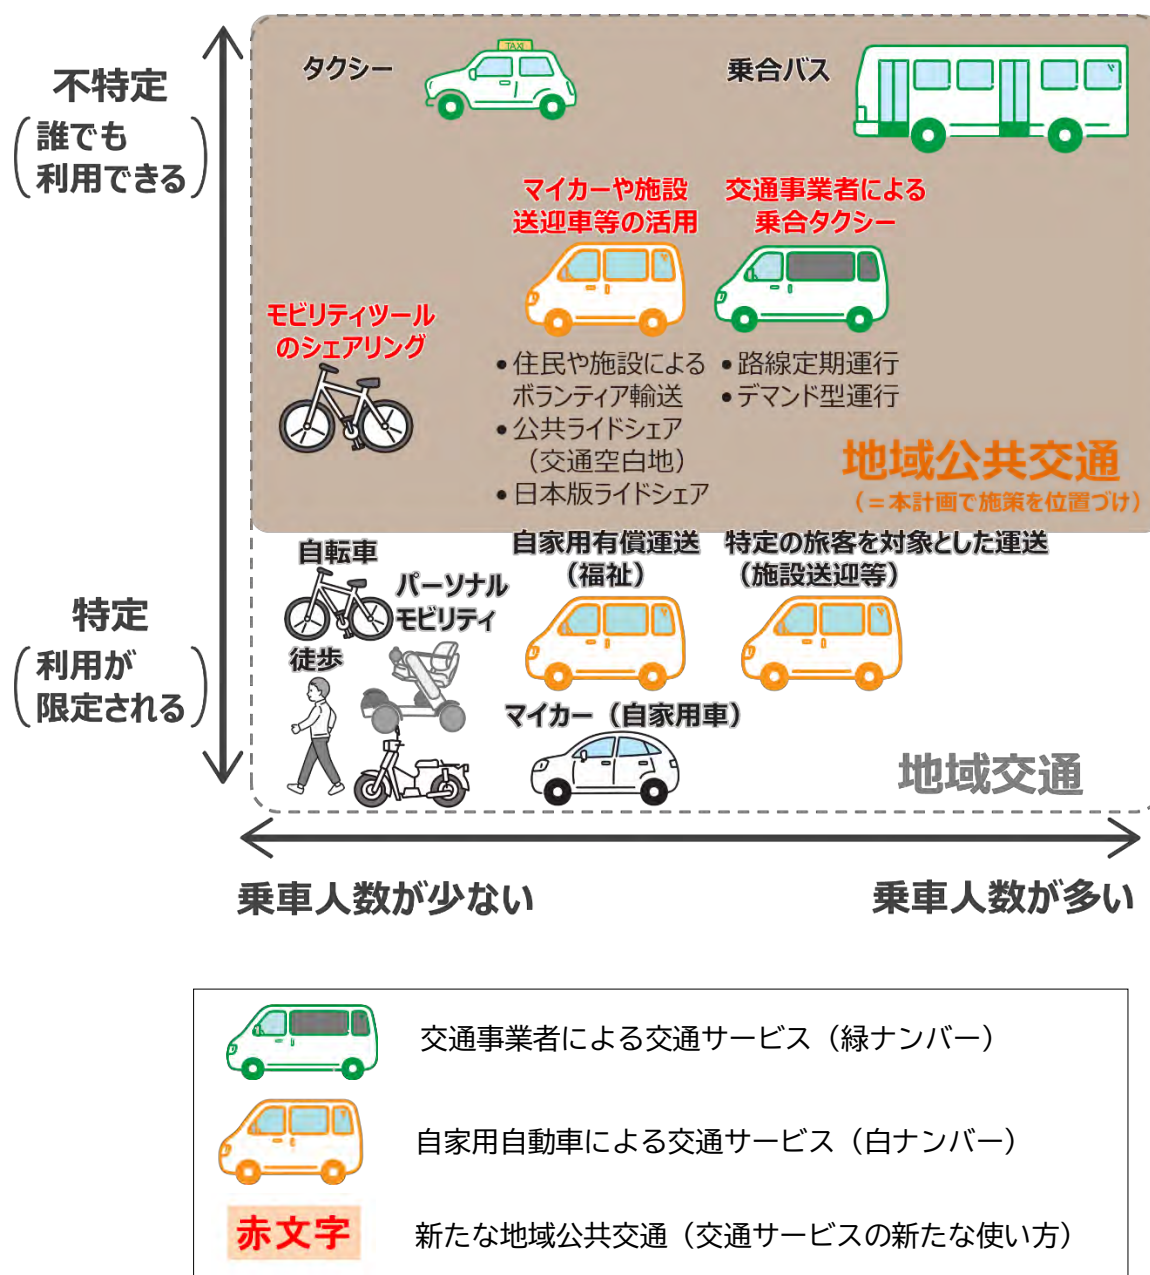 不特定
誰でも
利用できる
タクシー
TAXI
乗合バス
マイカーや施設
送迎車等の活用
交通事業者による
乗合タクシー
モビリティツール
のシェアリング
•住民や施設による
ボランティア輸送
•公共ライドシェア
（交通空白地）
•日本版ライドシェア
•路線定期運行
•デマンド型運行
地域公共交通
（＝本計画で施策を位置づけ）
特定
利用が
限定される
自転車
パーソナル
モビリティ
徒歩
自家用有償運送
（福祉）
特定の旅客を対象とした運送
（施設送迎等）
マイカー（自家用車）
地域交通
乗車人数が少ない
乗車人数が多い
交通事業者による交通サービス（緑ナンバー）
自家用自動車による交通サービス（白ナンバー）
赤文字
新たな地域公共交通（交通サービスの新たな使い方）